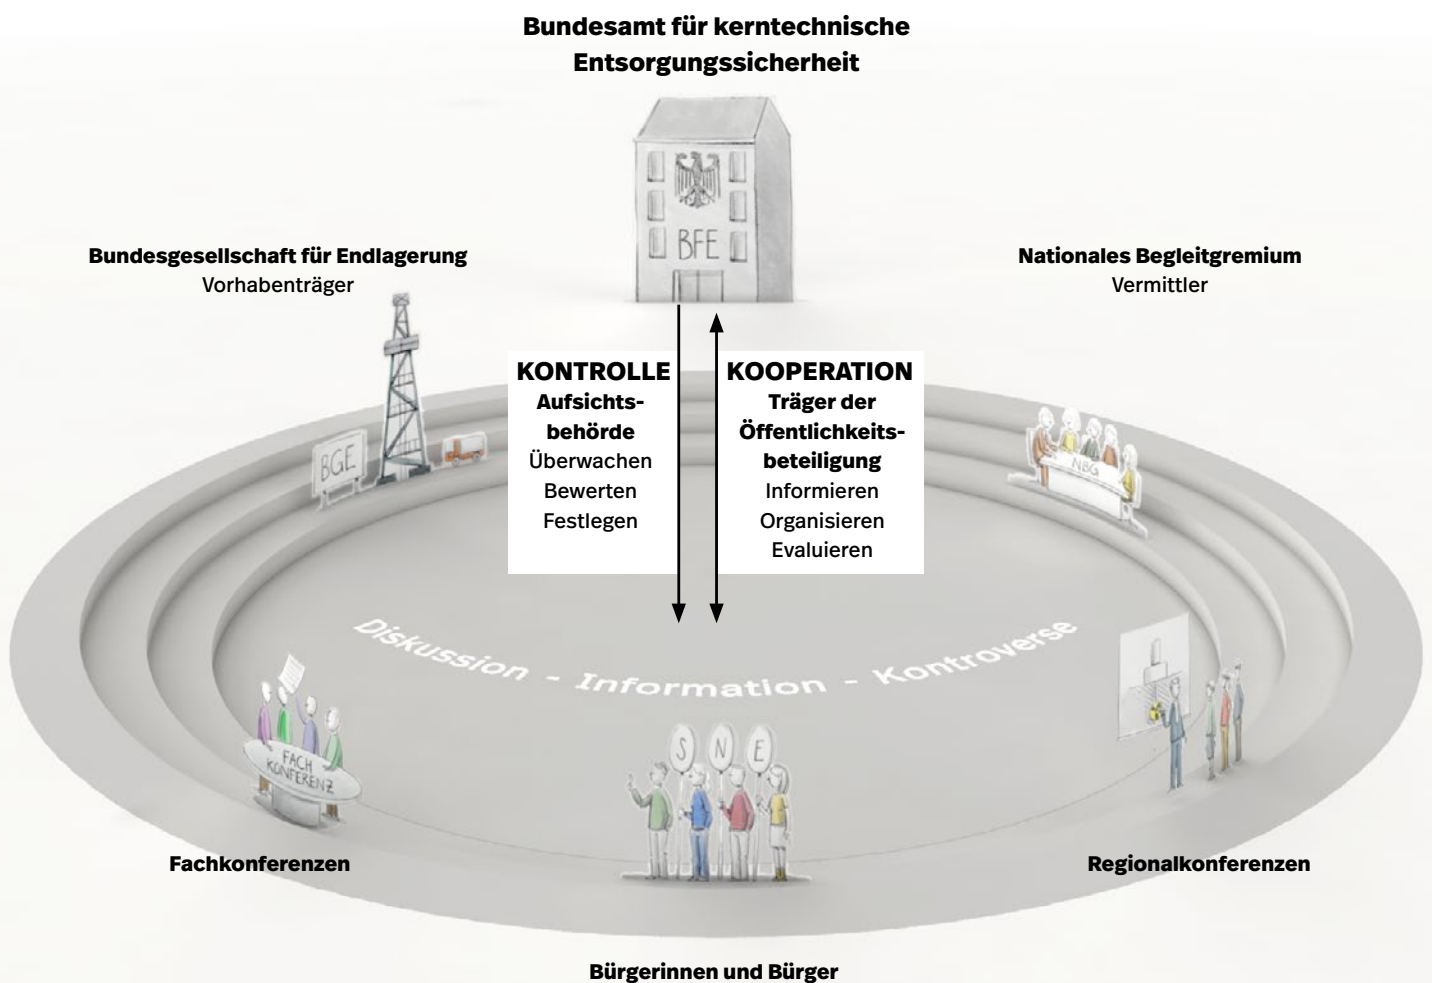 Bundesamt für kerntechnische
Entsorgungssicherheit
BFE
Bundesgesellschaft für Endlagerung
Vorhabenträger
Nationales Begleitgremium
Vermittler
KONTROLLE
Aufsichts-
behörde
Überwachen
Bewerten
Festlegen
KOOPERATION
Träger der
Öffentlichkeits-
beteiligung
Informieren
Organisieren
Evaluieren
BGE
NBG
Diskussion - Information - Kontroverse
FACH
KONFERENZ
S N E
Fachkonferenzen
Regionalkonferenzen
Bürgerinnen und Bürger